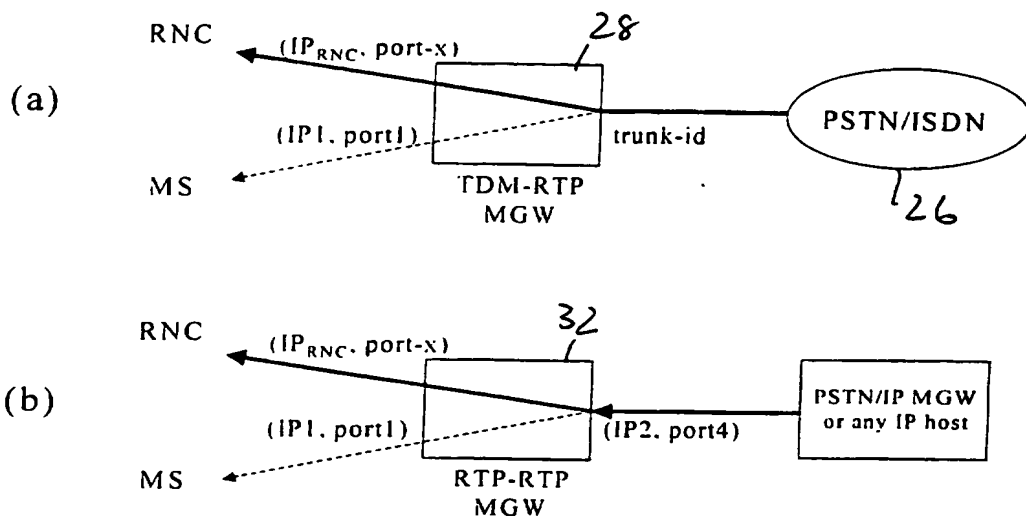 RNC
(IPRNC, port-x)
28
(a)
PSTN/ISDN
(IP1, port1)
trunk-id
MS
TDM-RTP
MGW
26
RNC
(IPRNC, port-x)
32
(b)
PSTN/IP MGW
or any IP host
(IP1, port1)
(IP2, port4)
MS
RTP-RTP
MGW